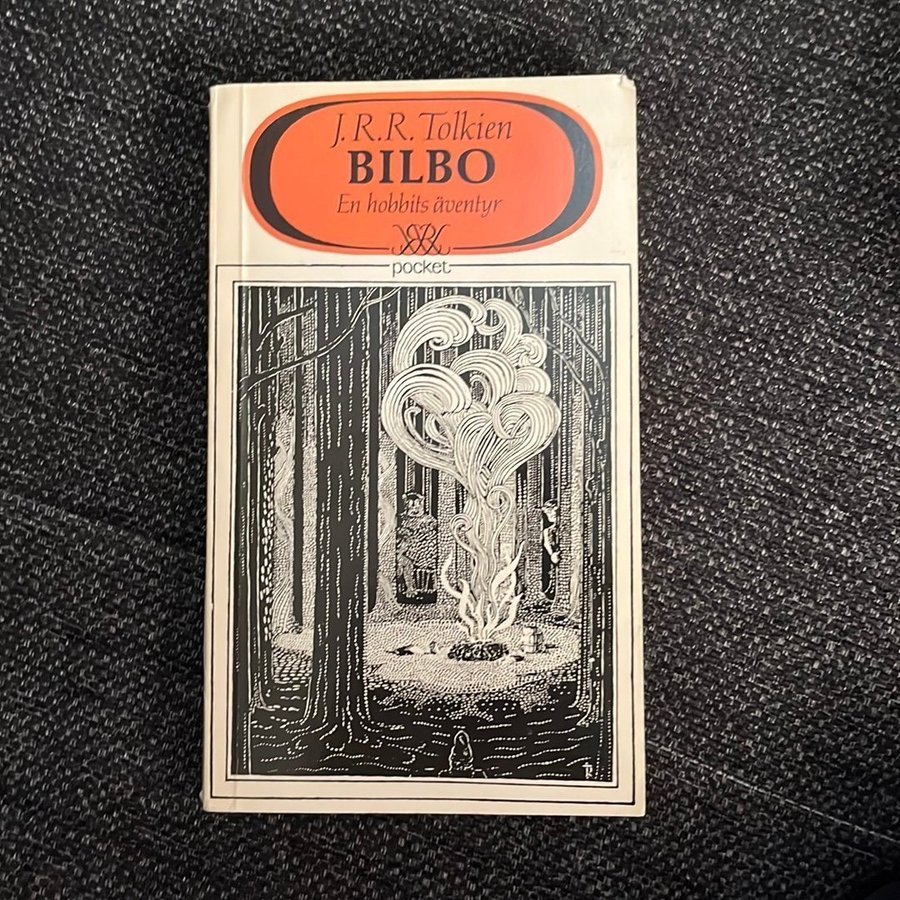 J. R. R. Tolkien
BILBO
En hobbits äventyr
pocket